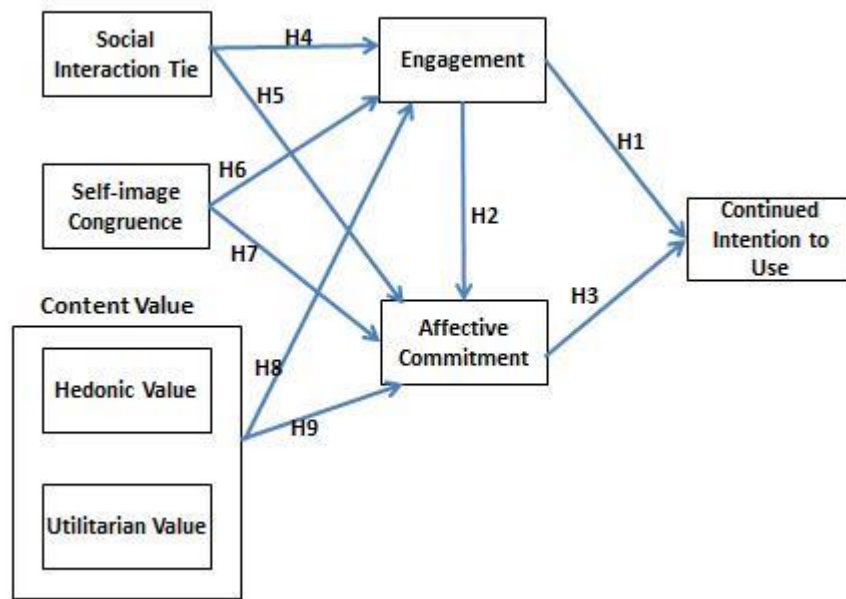 Social
Interaction Tie
H4
Engagement
H5
H1
H6
Self-image
Congruence
H2
Continued
Intention to
Use
H7
H3
Content Value
Affective
Commitment
H8
Hedonic Value
H9
Utilitarian Value